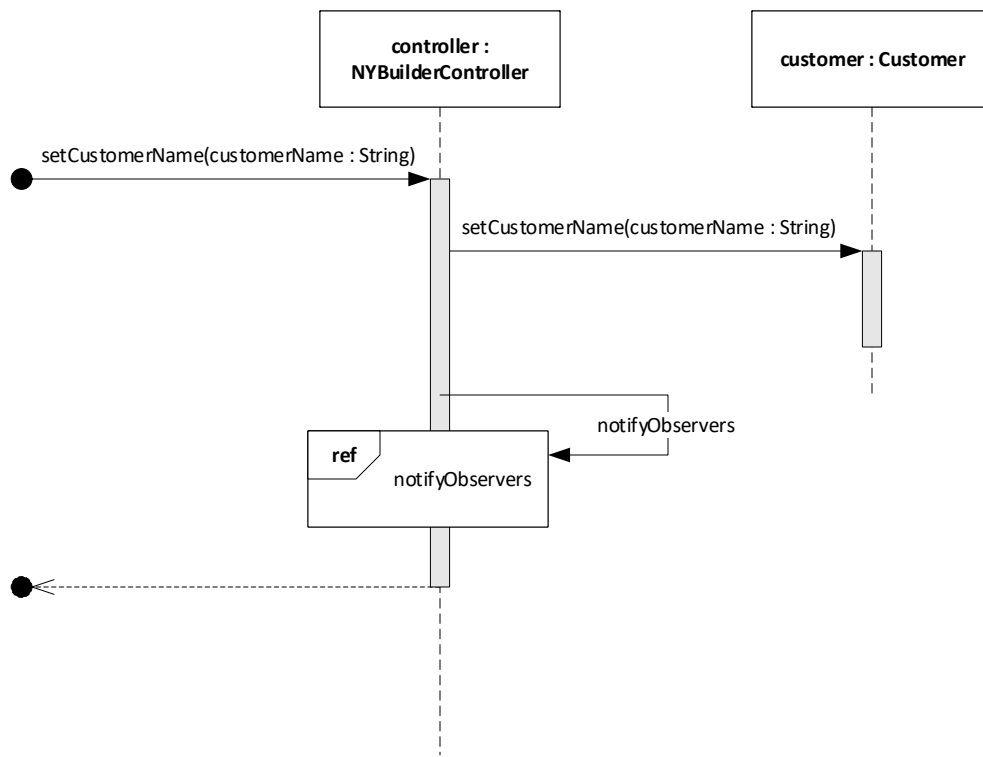 controller :
NYBuilderController
customer : Customer
setCustomerName(customerName : String)
setCustomerName(customerName : String)
notifyObservers
ref
notifyObservers